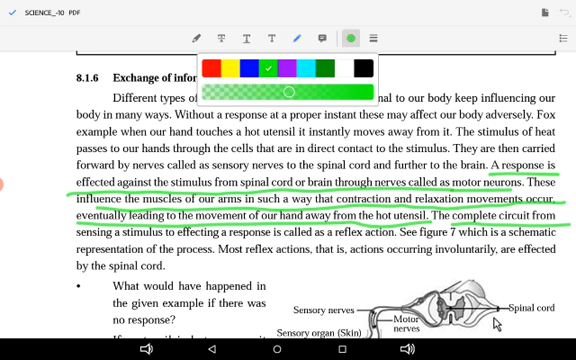 SCIENCE_-10 PDF
8.1.6 Exchange of infor
Different types of nal to our body keep influencing our
body in many ways. Without a response at a proper instant these may affect our body adversely. Fox
example when our hand touches a hot utensil it instantly moves away from it. The stimulus of heat
passes to our hands through the cells that are in direct contact to the stimulus. They are then carried
forward by nerves called as sensory nerves to the spinal cord and further to the brain. A response is
effected against the stimulus from spinal cord or brain through nerves called as motor neurons. These
influence the muscles of our arms in such a way that contraction and relaxation movements occur,
eventually leading to the movement of our hand away from the hot utensil. The complete circuit from
sensing a stimulus to effecting a response is called as a reflex action. See figure 7 which is a schematic
representation of the process. Most reflex actions, that is, actions occurring involuntarily, are effected
by the spinal cord.
• What would have happened in
the given example if there was
no response?
Sensory nerves
Spinal cord
Motor
nerves
Sensory organ (Skin)